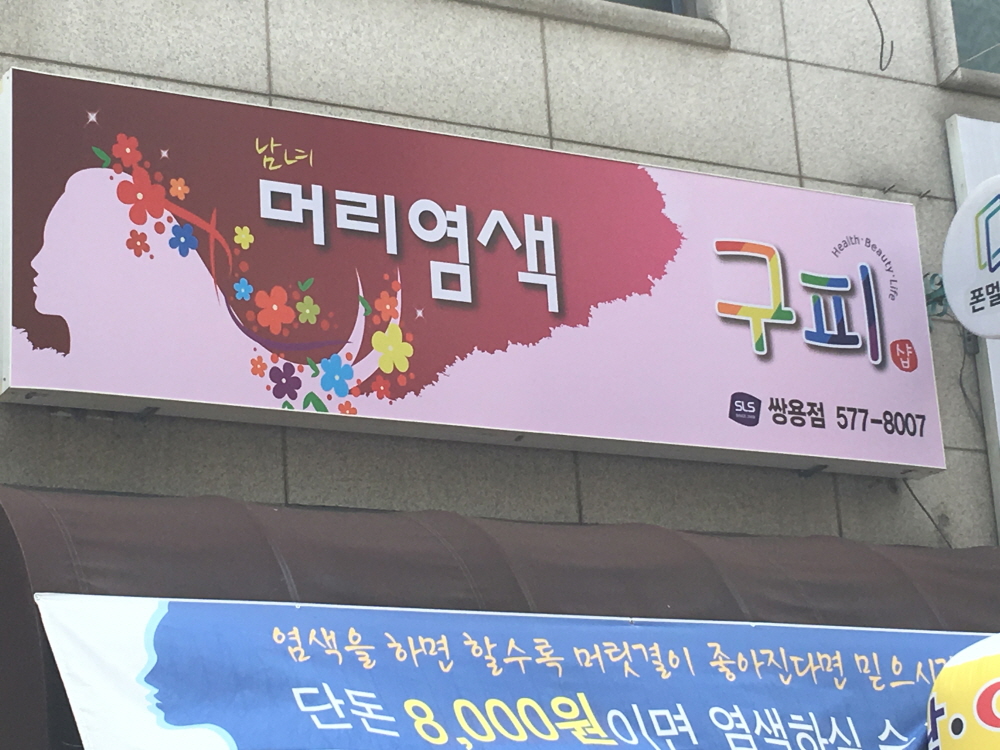 남녀
머리염색
Health·Beauty·Life
구피
샵
SLS
쌍용점 577-8007
폰멜
염색을 하면 할수록 머릿결이 좋아진다면 믿으시
단돈 8,000원이면 염색하실 수